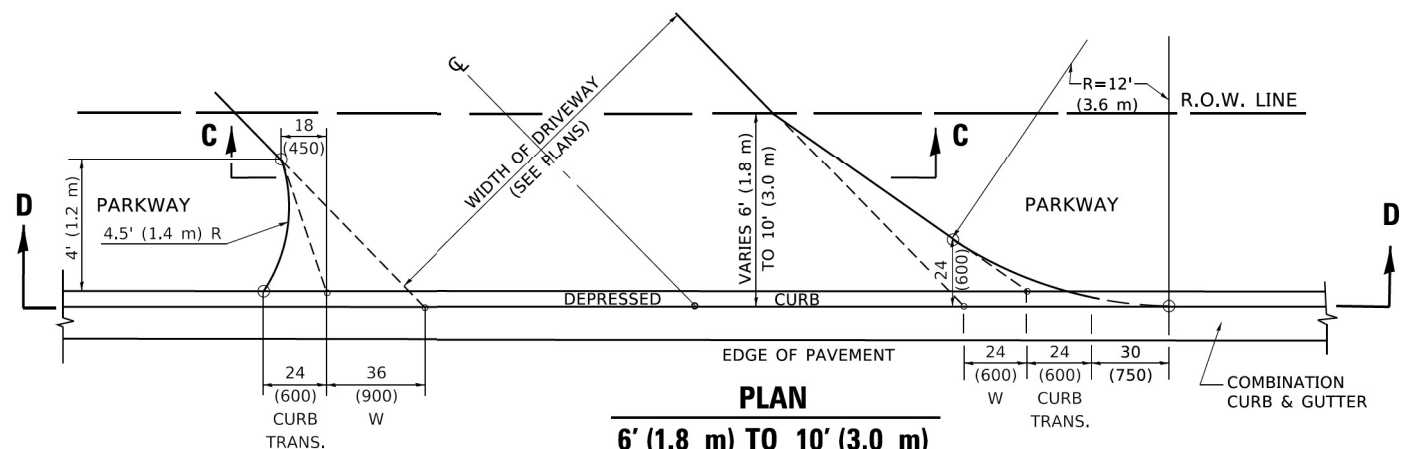 ℄
R=12'
(3.6 m)
R.O.W. LINE
18
(450)
C
C
WIDTH OF DRIVEWAY
(SEE PLANS)
VARIES 6' (1.8 m)
TO 10' (3.0 m)
4' (1.2 m)
D
PARKWAY
PARKWAY
D
4.5' (1.4 m) R
24
(600)
DEPRESSED CURB
EDGE OF PAVEMENT
24
(600)
CURB
TRANS.
36
(900)
W
24
(600)
W
24
(600)
CURB
TRANS.
30
(750)
COMBINATION
CURB & GUTTER
PLAN
6' (1.8 m) TO 10' (3.0 m)